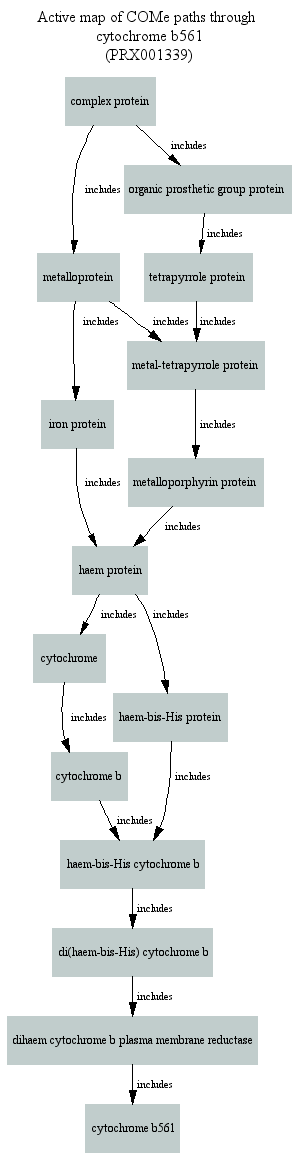 Active map of COMe paths through
cytochrome b561
(PRX001339)
complex protein
includes
includes
organic prosthetic group protein
includes
metalloprotein
tetrapyrrole protein
includes
includes
includes
metal-tetrapyrrole protein
iron protein
includes
includes
metalloporphyrin protein
includes
haem protein
includes
includes
cytochrome
haem-bis-His protein
includes
cytochrome b
includes
includes
haem-bis-His cytochrome b
includes
di(haem-bis-His) cytochrome b
includes
dihaem cytochrome b plasma membrane reductase
includes
cytochrome b561